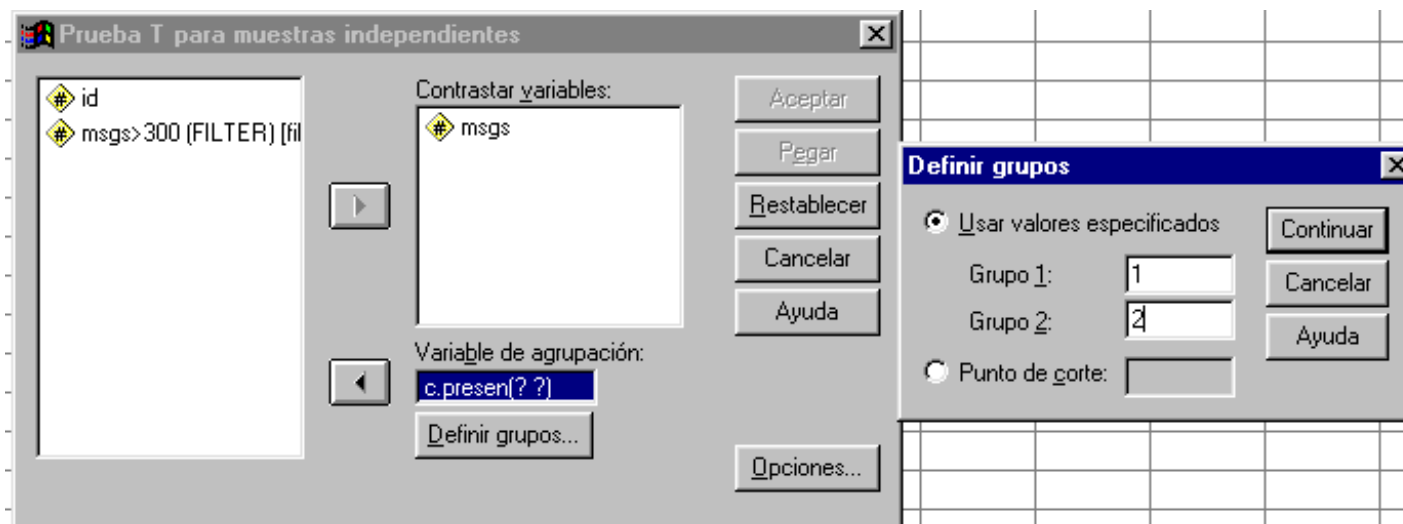 Prueba T para muestras independientes
id
msgs>300 (FILTER) [fil
Contrastar variables:
msgs
Variable de agrupación:
c.presen(? ?)
Definir grupos...
Aceptar
Pegar
Restablecer
Cancelar
Ayuda
Opciones...
Definir grupos
Usar valores especificados
Grupo 1: 1
Grupo 2: 2
Punto de corte:
Continuar
Cancelar
Ayuda